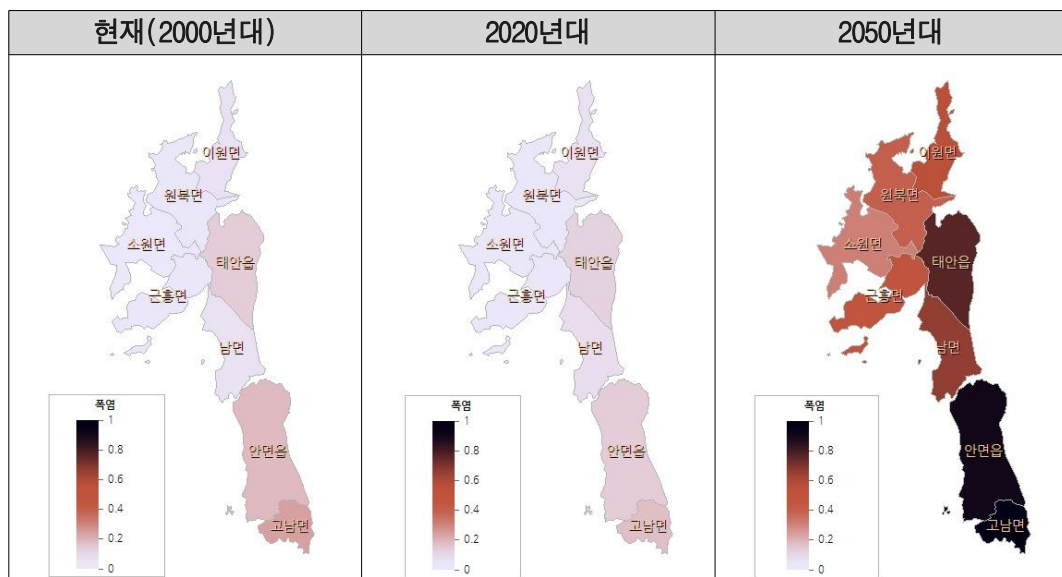 현재(2000년대)
2020년대
2050년대
이원면
원북면
소원면
태안읍
근흥면
남면
안면읍
고남면
폭염
1
0.8
0.6
0.4
0.2
0
이원면
원북면
소원면
태안읍
근흥면
남면
안면읍
고남면
폭염
1
0.8
0.6
0.4
0.2
0
이원면
원북면
소원면
태안읍
근흥면
남면
안면읍
고남면
폭염
1
0.8
0.6
0.4
0.2
0